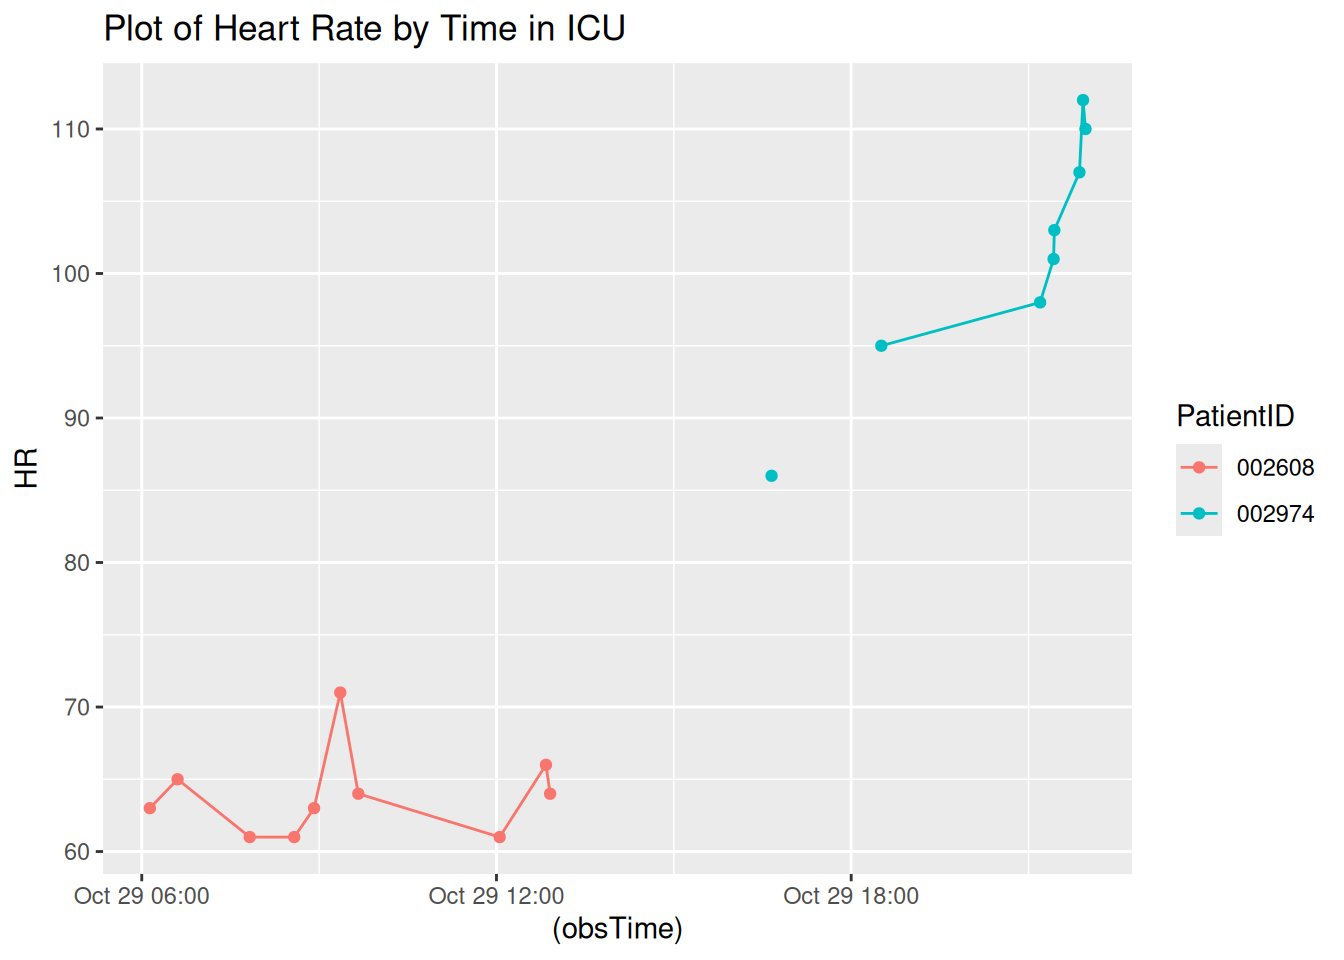 Plot of Heart Rate by Time in ICU
110
100
90
80
70
60
HR
Oct 29 06:00
Oct 29 12:00
Oct 29 18:00
(obsTime)
PatientID
002608
002974